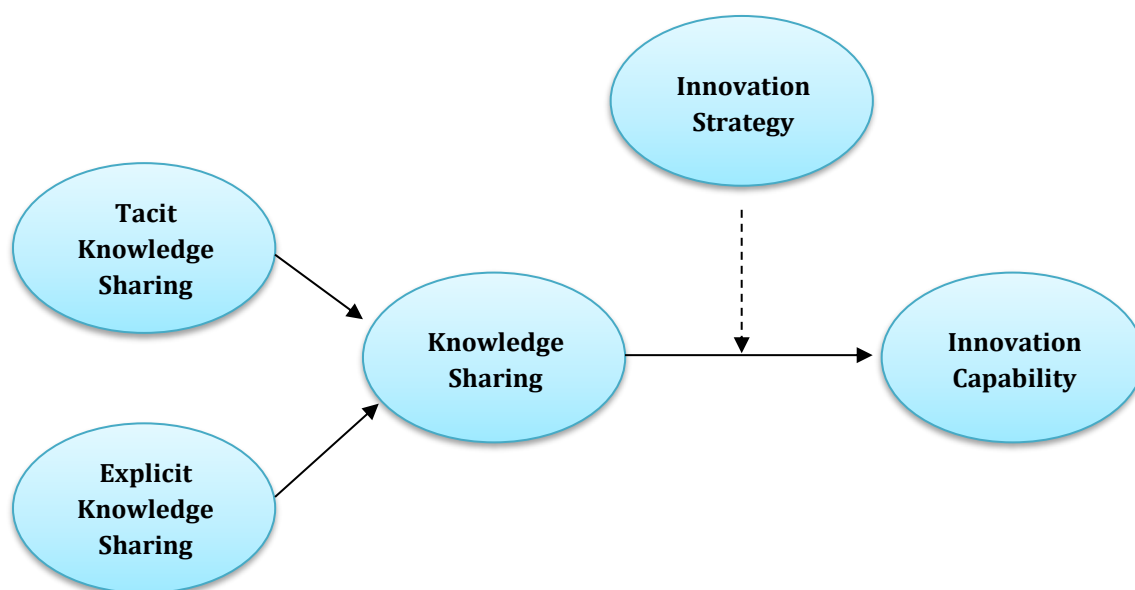 Innovation
Strategy
Tacit
Knowledge
Sharing
Knowledge
Sharing
Innovation
Capability
Explicit
Knowledge
Sharing